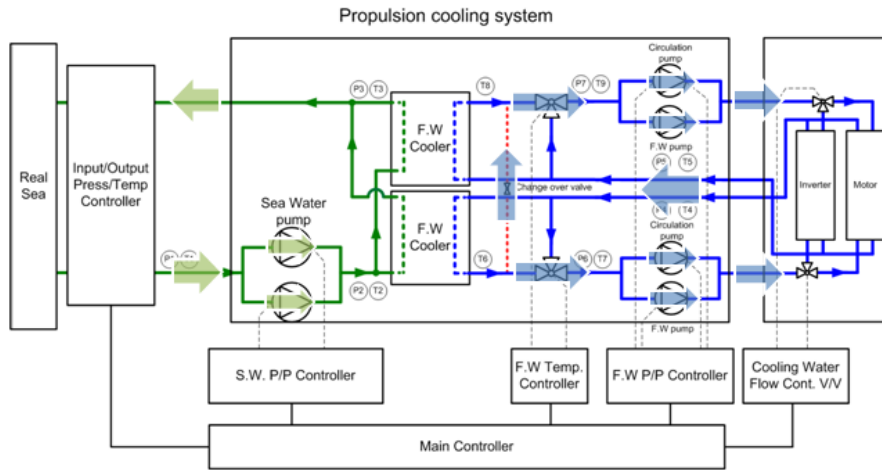 Propulsion cooling system
Real
Sea
Input/Output
Press/Temp
Controller
P3 T3
F.W
Cooler
T8
P7 T9
Circulation
pump
F.W pump
P5 T5
Change over valve
T4
Sea Water
pump
F.W
Cooler
T6
P6 T7
Circulation
pump
F.W pump
P2 T2
Inverter
Motor
S.W. P/P Controller
F.W Temp.
Controller
F.W P/P Controller
Cooling Water
Flow Cont. V/V
Main Controller